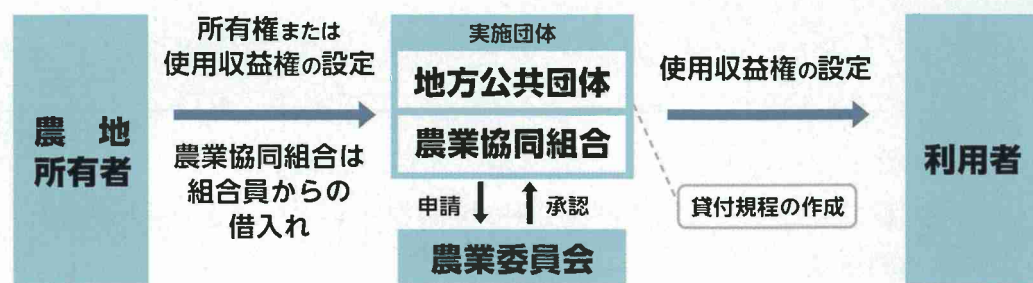 農地
所有者
所有権または
使用収益権の設定
農業協同組合は
組合員からの
借入れ
実施団体
地方公共団体
農業協同組合
申請
承認
農業委員会
使用収益権の設定
貸付規程の作成
利用者